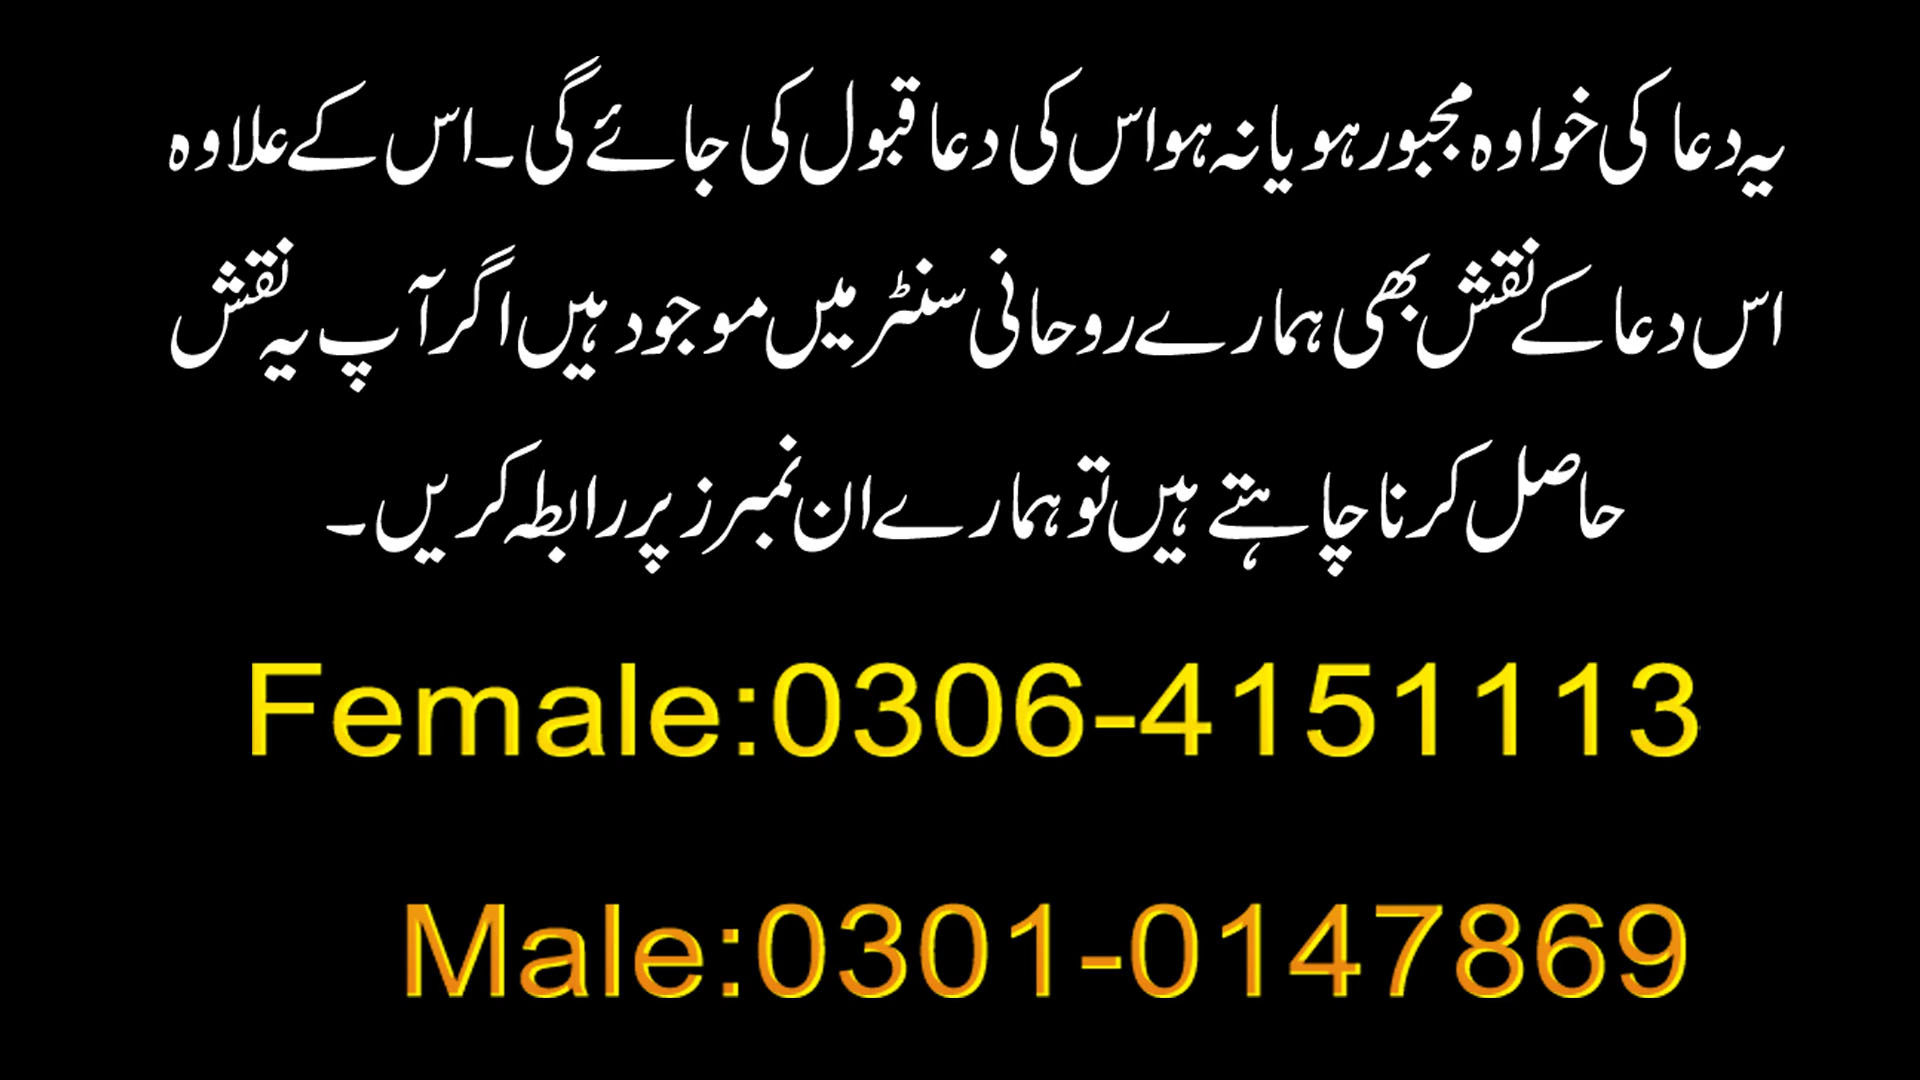 یہ دعا کی خواوہ مجبور ہو یا نہ ہو اس کی دعا قبول کی جائے گی۔ اس کے علاوہ
اس دعا کے نقش بھی ہمارے روحانی سنٹر میں موجود ہیں اگر آپ یہ نقش
حاصل کرنا چاہتے ہیں تو ہمارے ان نمبرز پر رابطہ کریں۔
Female:0306-4151113
Male:0301-0147869